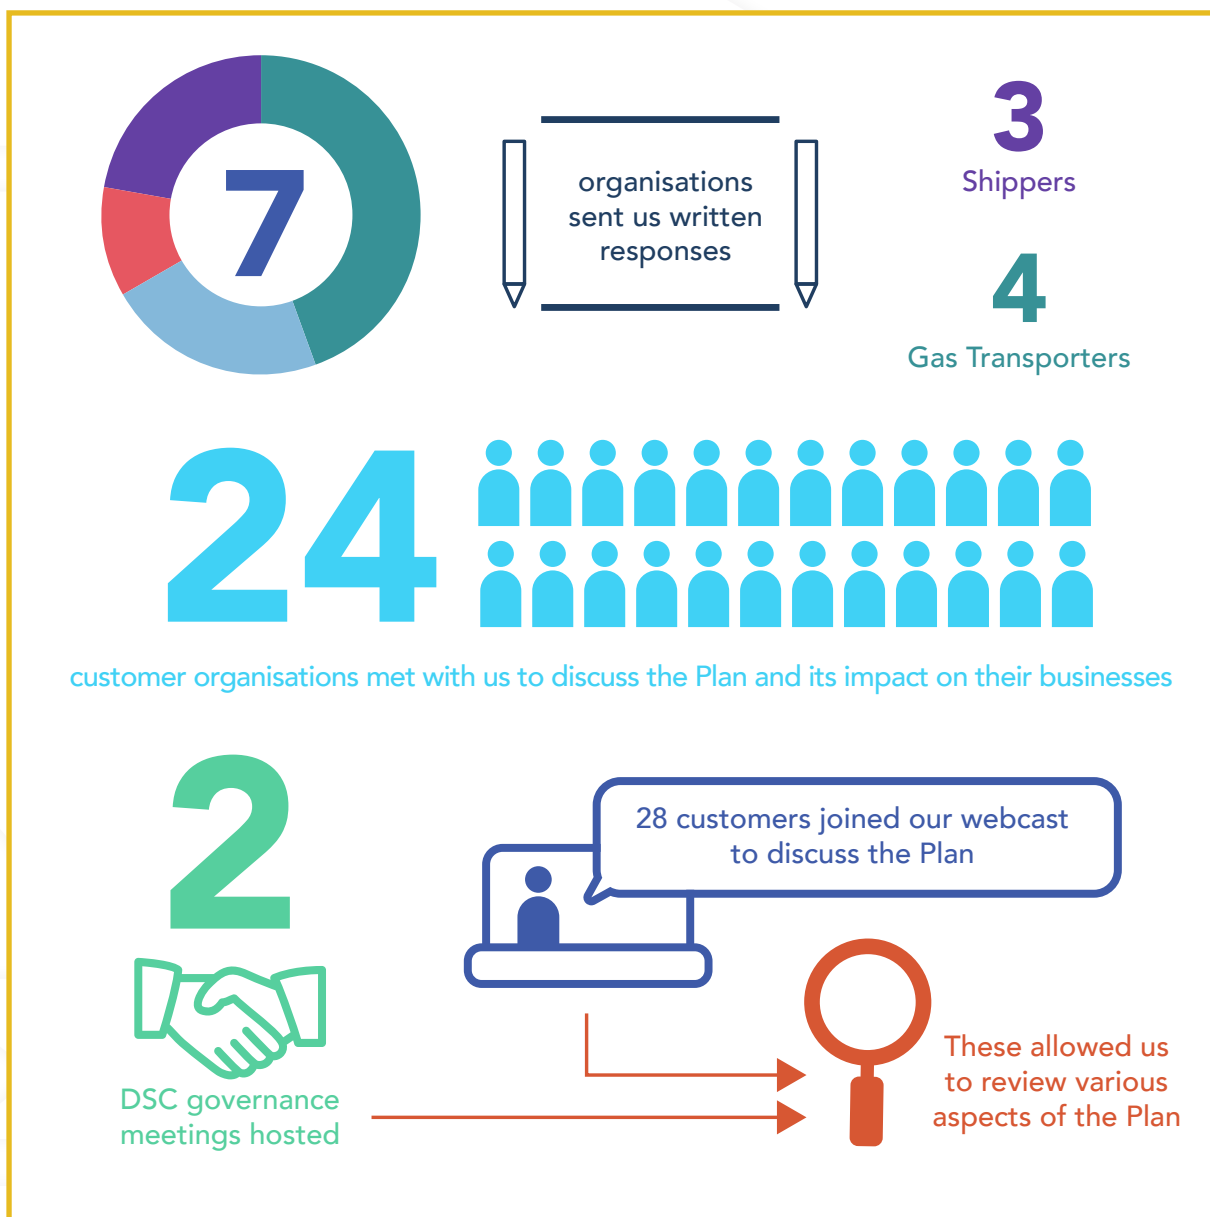 7
organisations
sent us written
responses
3
Shippers
4
Gas Transporters
24
customer organisations met with us to discuss the Plan and its impact on their businesses
2
DSC governance
meetings hosted
28 customers joined our webcast
to discuss the Plan
These allowed us
to review various
aspects of the Plan